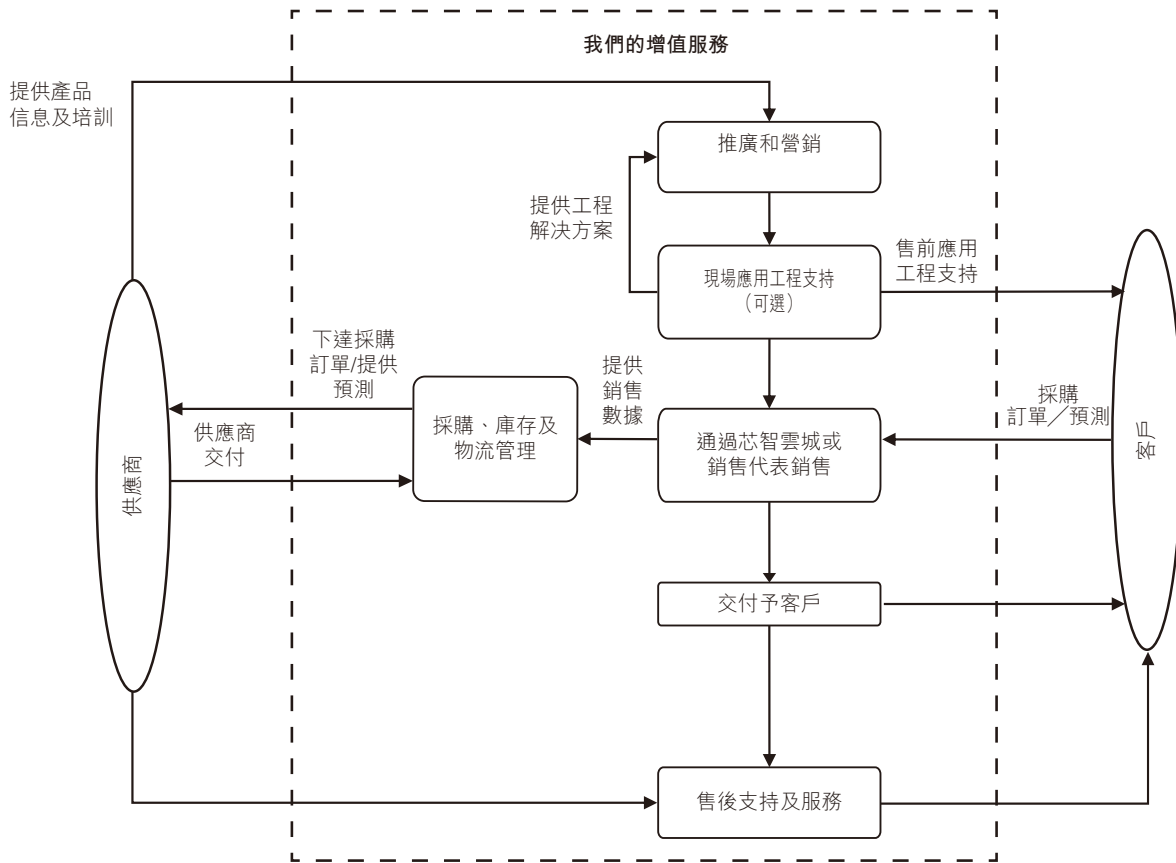 我們的增值服務
提供產品
信息及培訓
推廣和營銷
提供工程
解決方案
現場應用工程支持
（可選）
售前應用
工程支持
下達採購
訂單/提供
預測
提供
銷售
數據
採購
訂單／預測
採購、庫存及
物流管理
通過芯智雲城或
銷售代表銷售
供應商
交付
供應商
客戶
交付予客戶
售後支持及服務